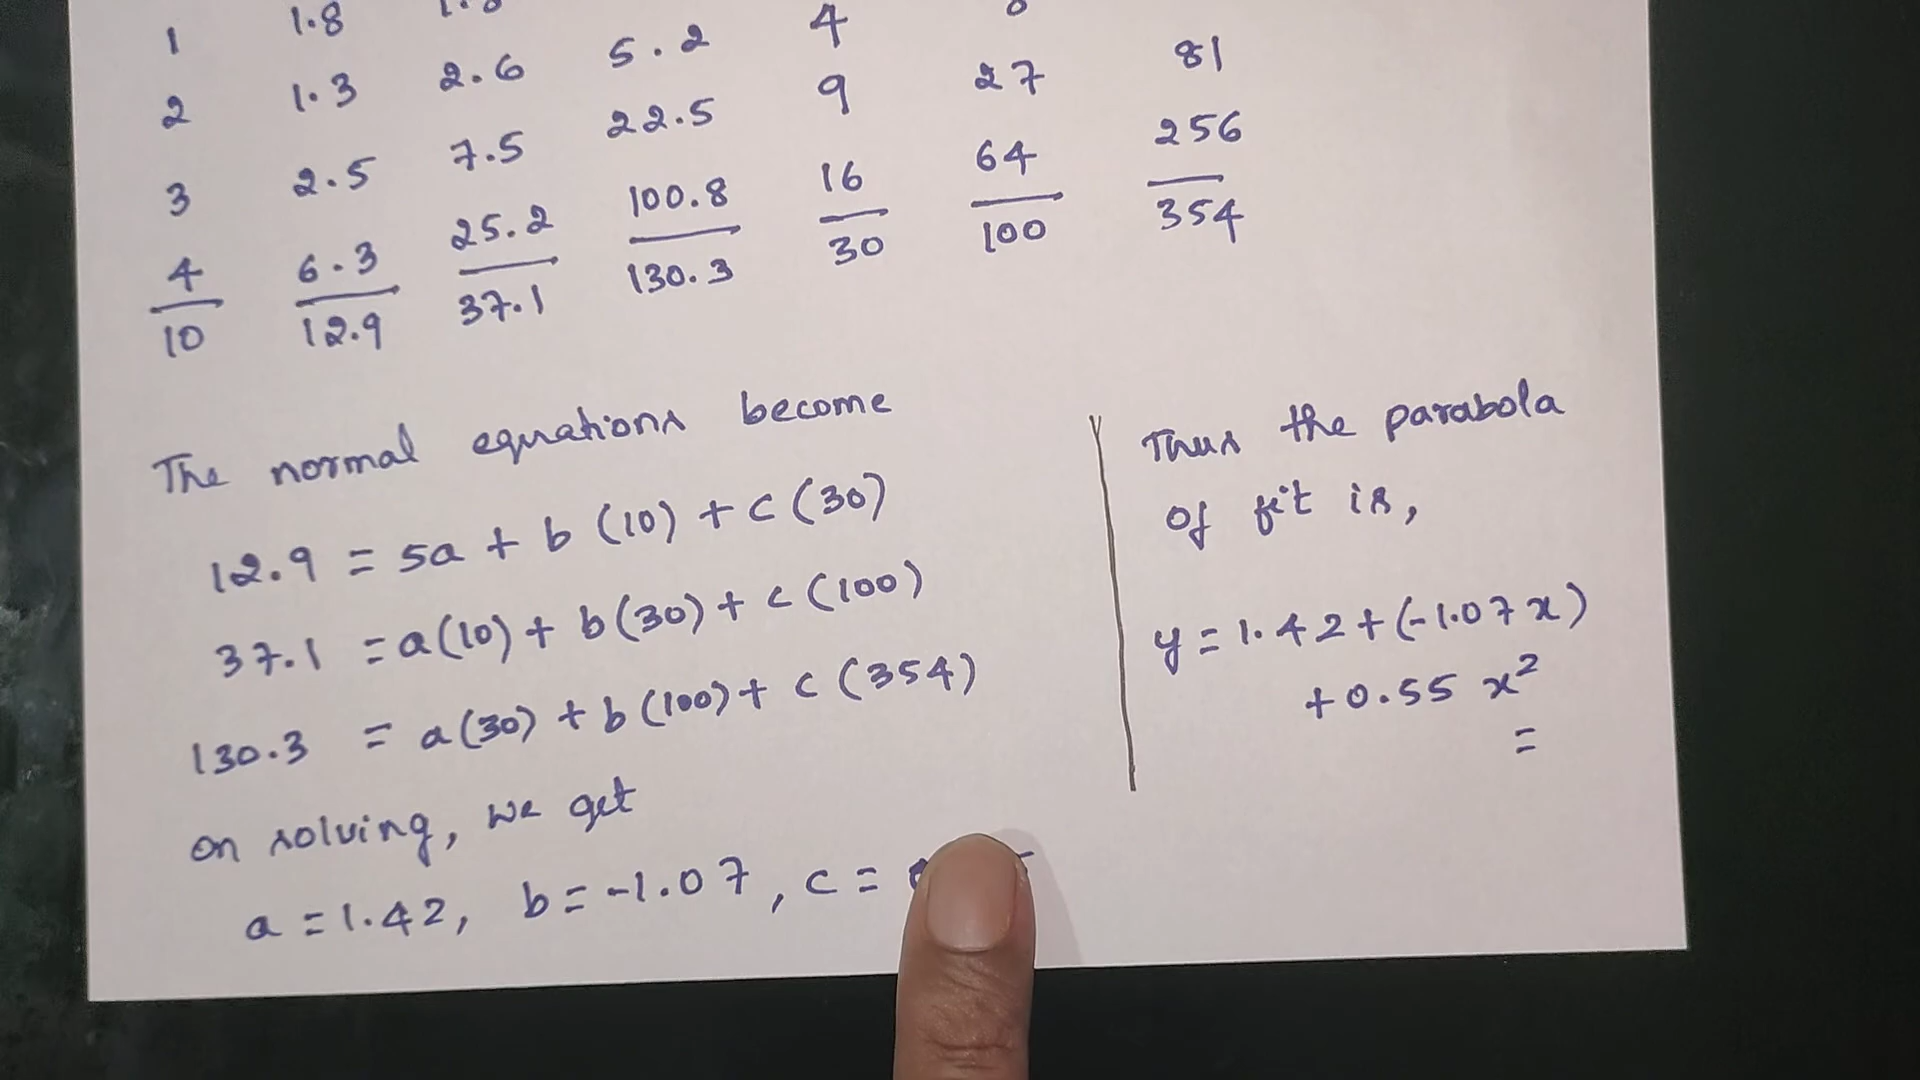 1 1.8 4
2 1.3 2.6 5.2 9 27 81
3 2.5 7.5 22.5 16 64 256
4 6.3 25.2 100.8 30 100 354
10 12.9 37.1 130.3
The normal equations become
12.9 = 5a + b (10) + c (30)
37.1 = a(10) + b(30) + c (100)
130.3 = a(30) + b(100) + c (354)
on solving, we get
a = 1.42, b = -1.07, c =
Thus the parabola
of fit is,
y = 1.42 + (-1.07x)
+ 0.55 x²
=